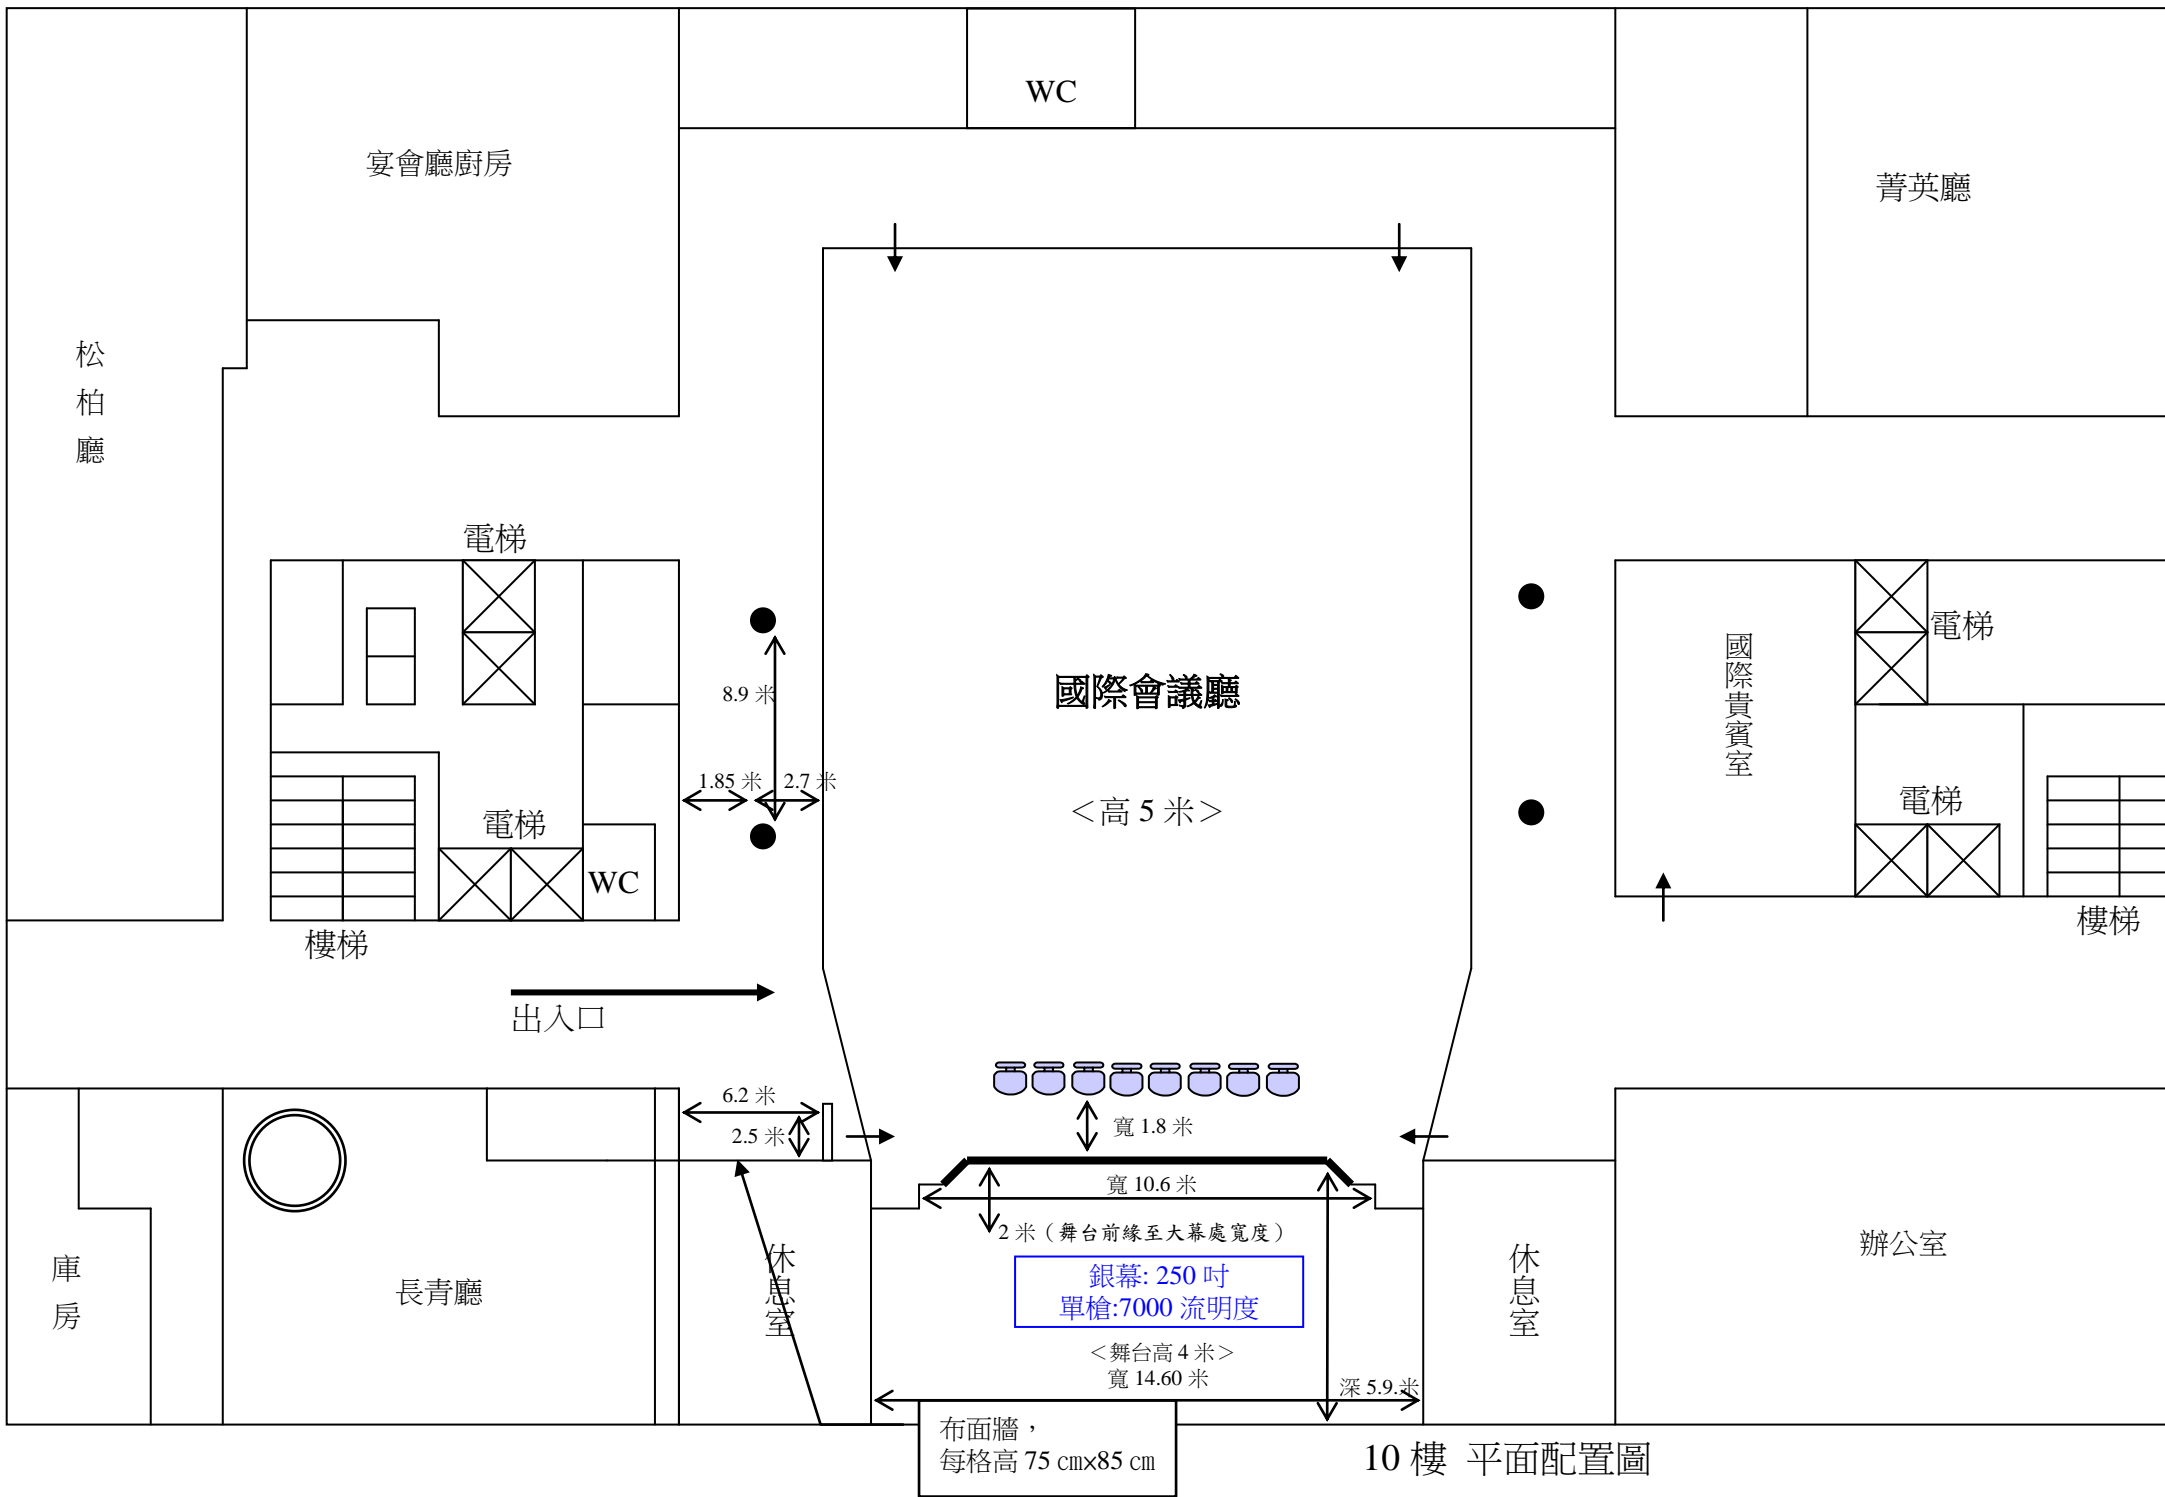 WC
宴會廳廚房
菁英廳
松柏廳
電梯
電梯
國際貴賓室
8.9 米
國際會議廳
1.85 米
2.7 米
<高 5 米>
電梯
電梯
WC
樓梯
樓梯
出入口
6.2 米
2.5 米
寬 1.8 米
寬 10.6 米
2 米（舞台前緣至大幕處寬度）
庫房
長青廳
休息室
銀幕: 250 吋
單槍:7000 流明度
休息室
辦公室
<舞台高 4 米>
寬 14.60 米
深 5.9.米
布面牆，
每格高 75 cm×85 cm
10 樓 平面配置圖